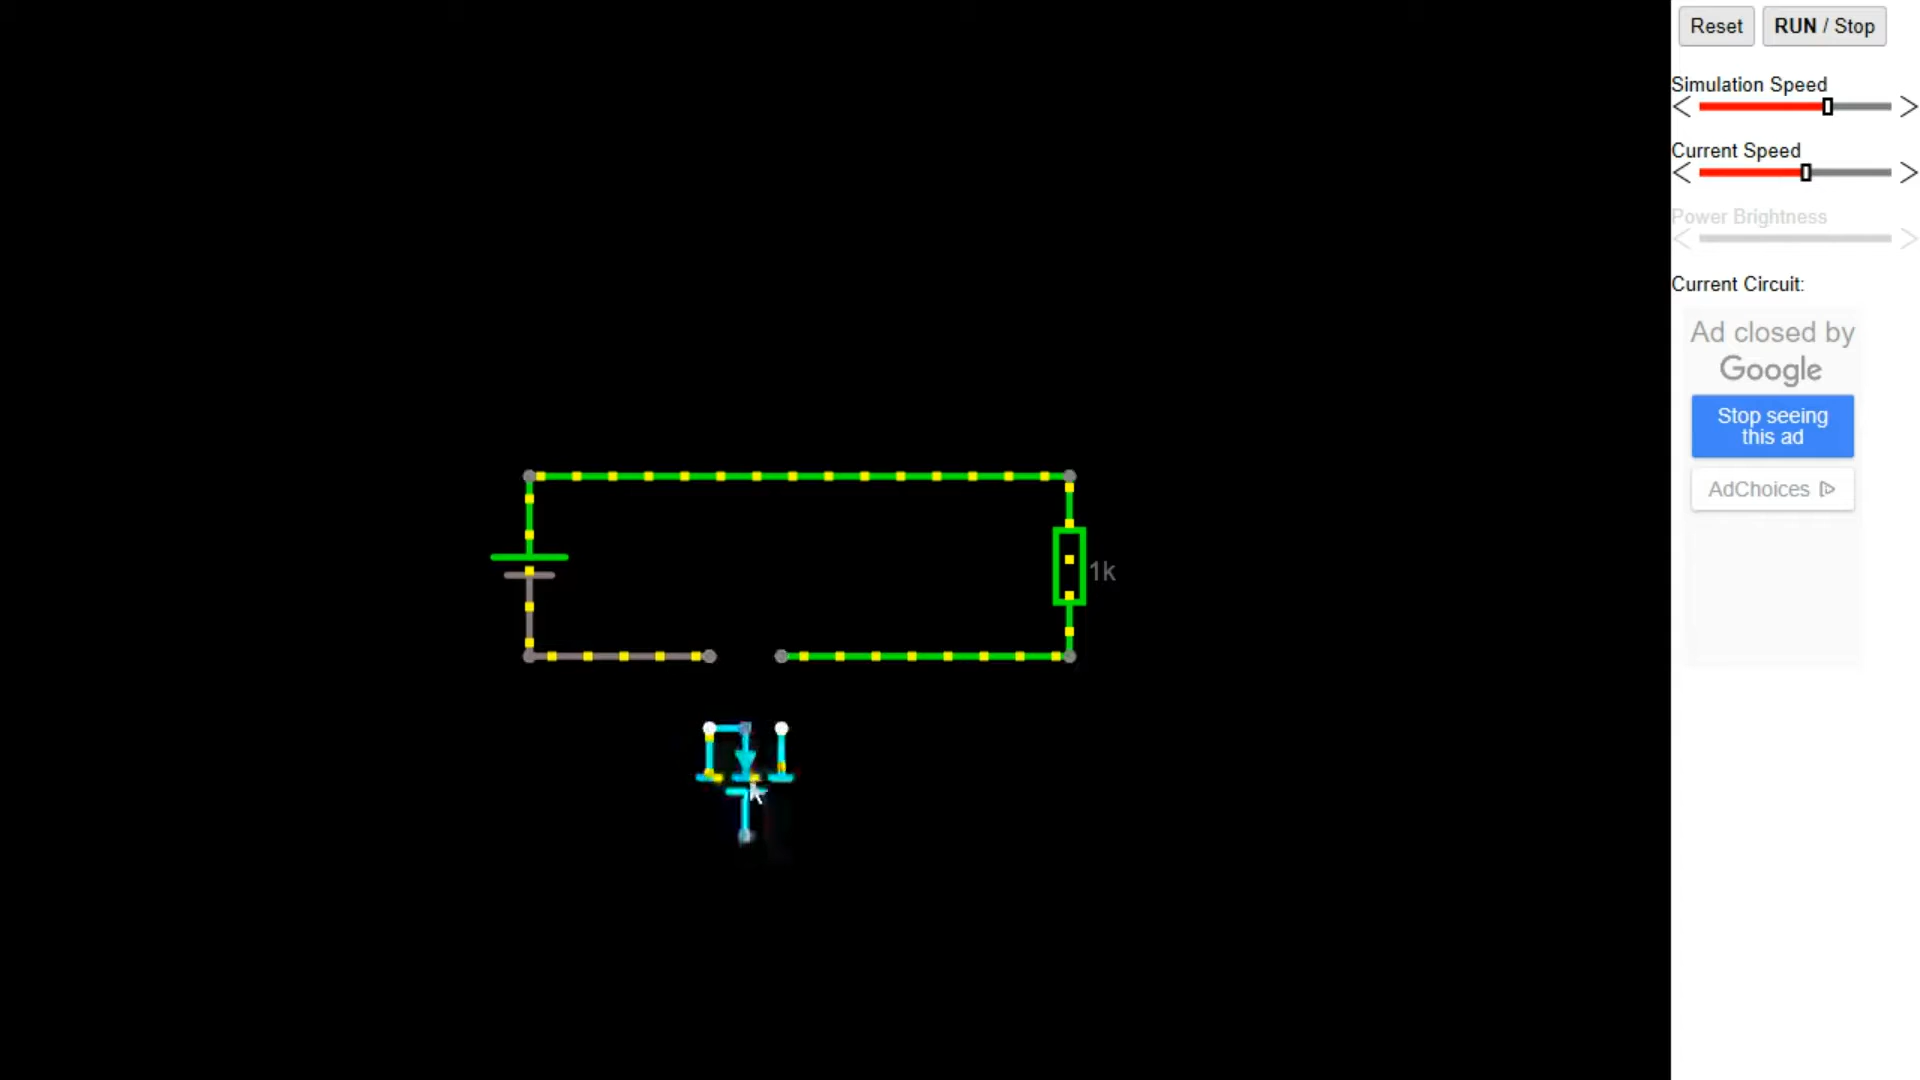 Reset
RUN / Stop
Simulation Speed
Current Speed
Power Brightness
Current Circuit:
Ad closed by
Google
Stop seeing
this ad
AdChoices
1k